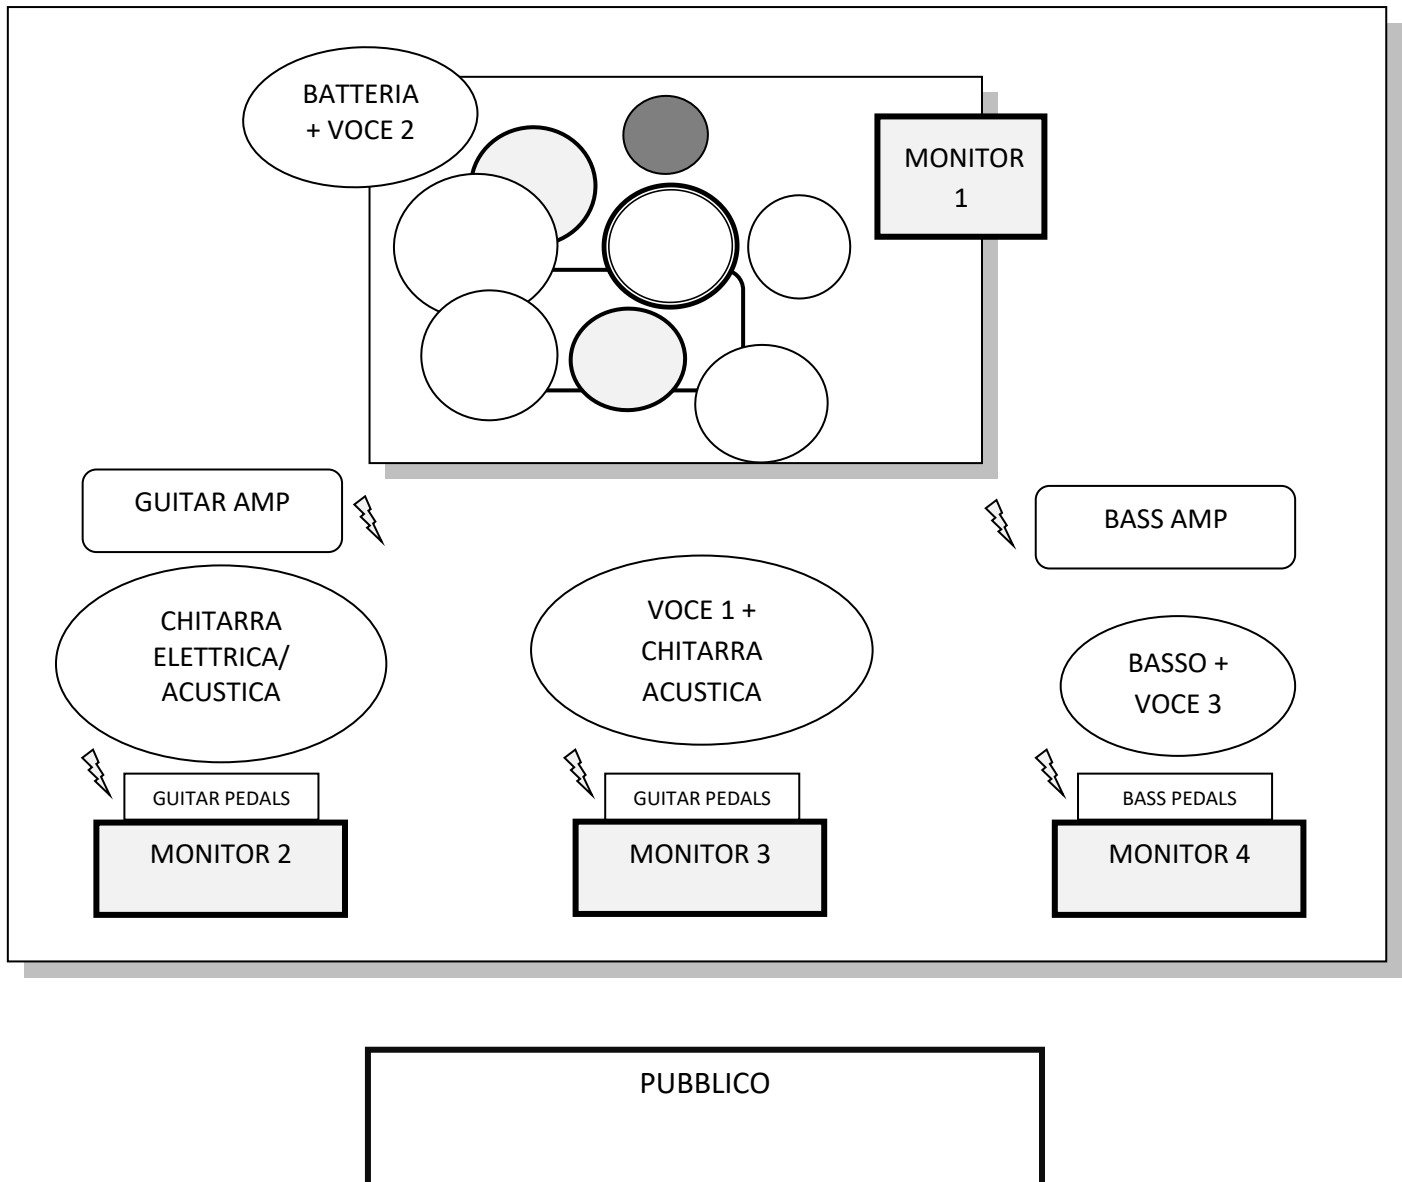 BATTERIA
+ VOCE 2
MONITOR
1
GUITAR AMP
BASS AMP
CHITARRA
ELETTRICA/
ACUSTICA
VOCE 1 +
CHITARRA
ACUSTICA
BASSO +
VOCE 3
GUITAR PEDALS
GUITAR PEDALS
BASS PEDALS
MONITOR 2
MONITOR 3
MONITOR 4
PUBBLICO